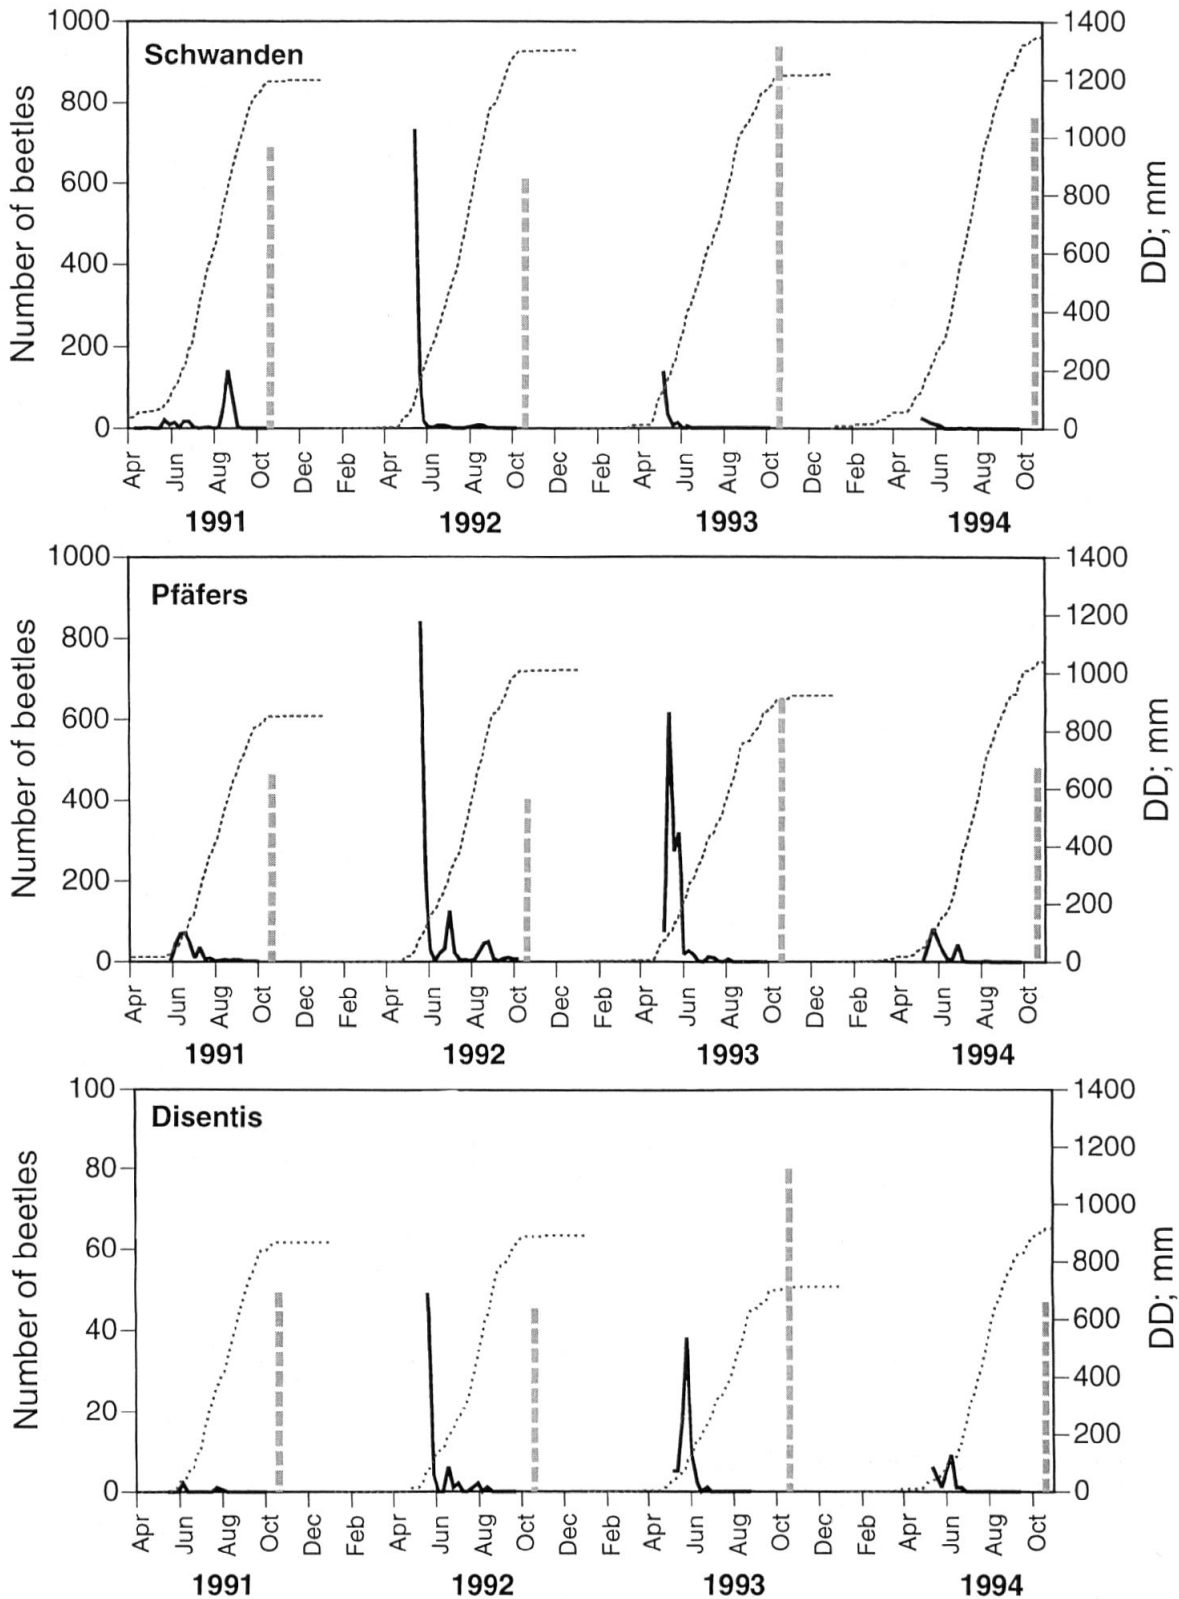 Schwanden
Number of beetles
1000
800
600
400
200
0
1400
1200
1000
800
600
400
200
0
DD; mm
Apr Jun Aug Oct Dec Feb Apr Jun Aug Oct Dec Feb Apr Jun Aug Oct Dec Feb Apr Jun Aug Oct
1991 1992 1993 1994
Pfäfers
Number of beetles
1000
800
600
400
200
0
1400
1200
1000
800
600
400
200
0
DD; mm
Apr Jun Aug Oct Dec Feb Apr Jun Aug Oct Dec Feb Apr Jun Aug Oct Dec Feb Apr Jun Aug Oct
1991 1992 1993 1994
Disentis
Number of beetles
100
80
60
40
20
0
1400
1200
1000
800
600
400
200
0
DD; mm
Apr Jun Aug Oct Dec Feb Apr Jun Aug Oct Dec Feb Apr Jun Aug Oct Dec Feb Apr Jun Aug Oct
1991 1992 1993 1994